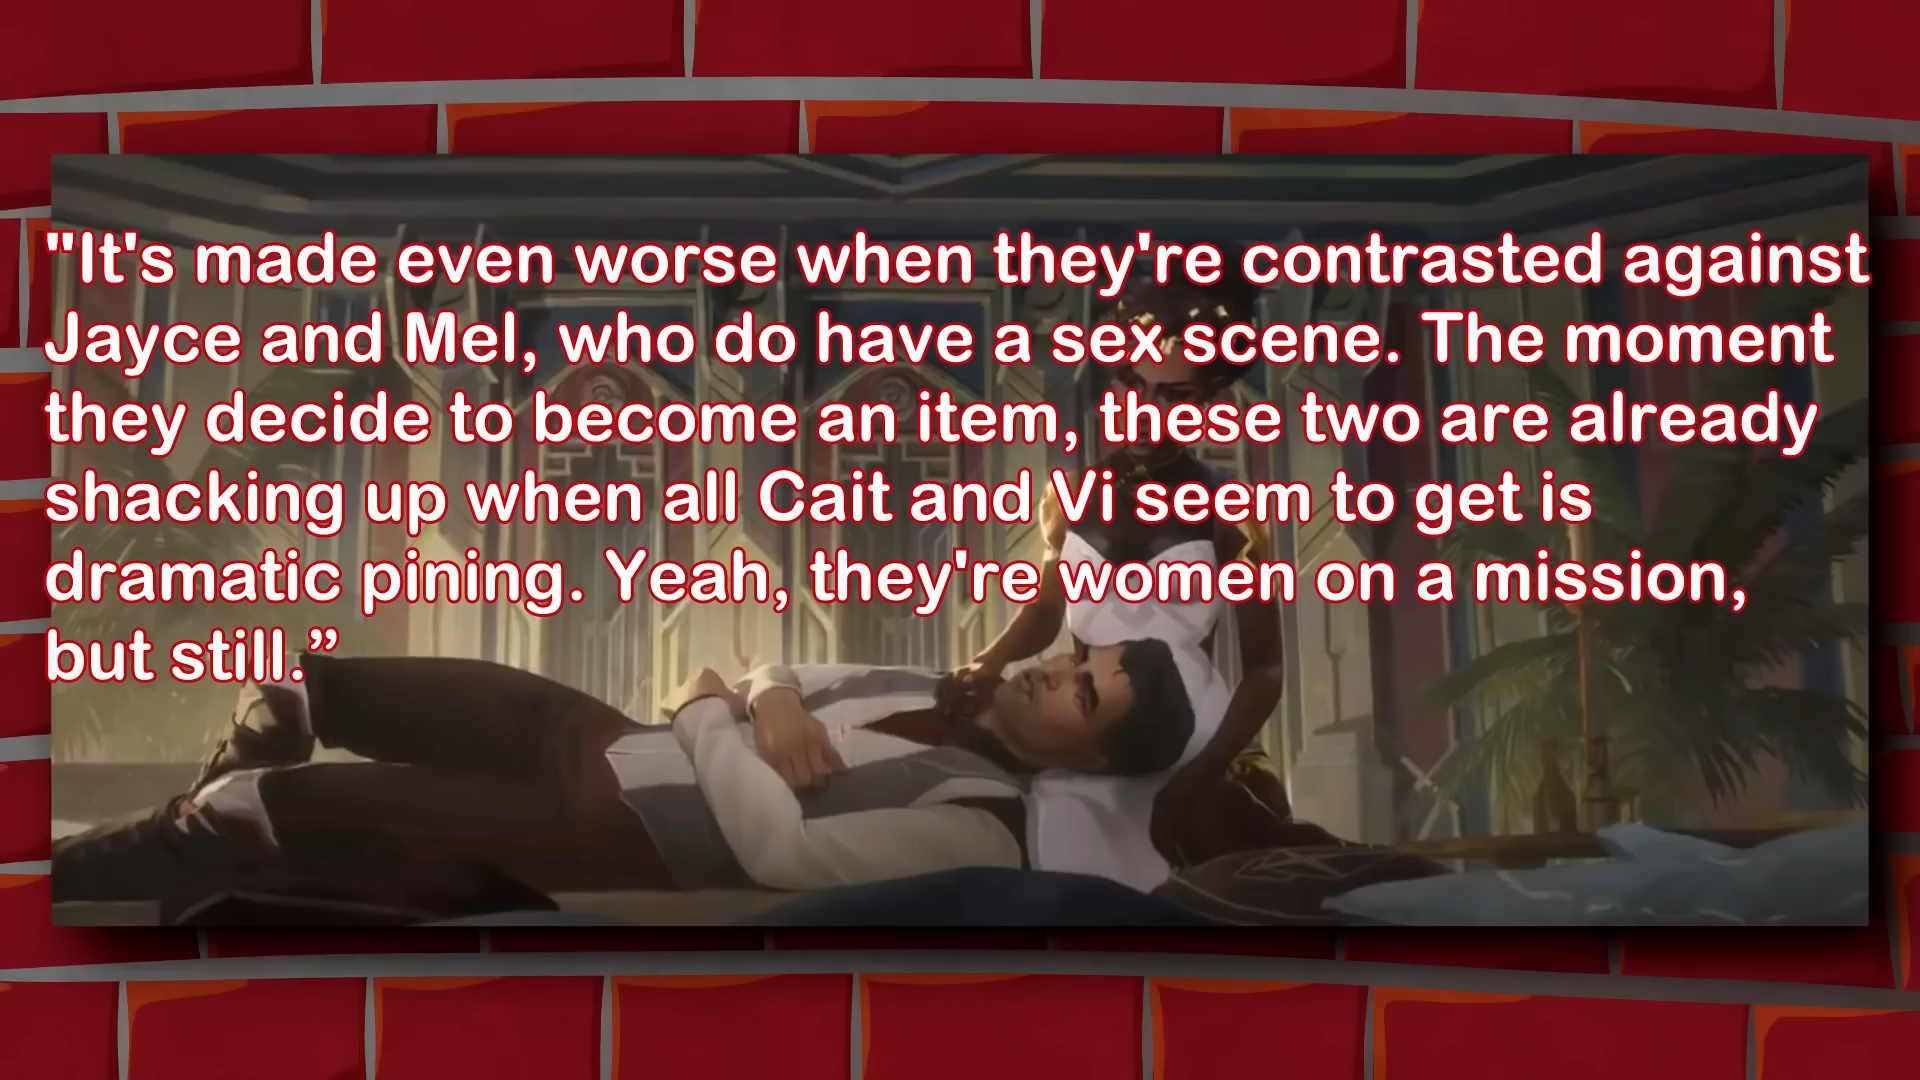 "It's made even worse when they're contrasted against
Jayce and Mel, who do have a sex scene. The moment
they decide to become an item, these two are already
shacking up when all Cait and Vi seem to get is
dramatic pining. Yeah, they're women on a mission,
but still.”